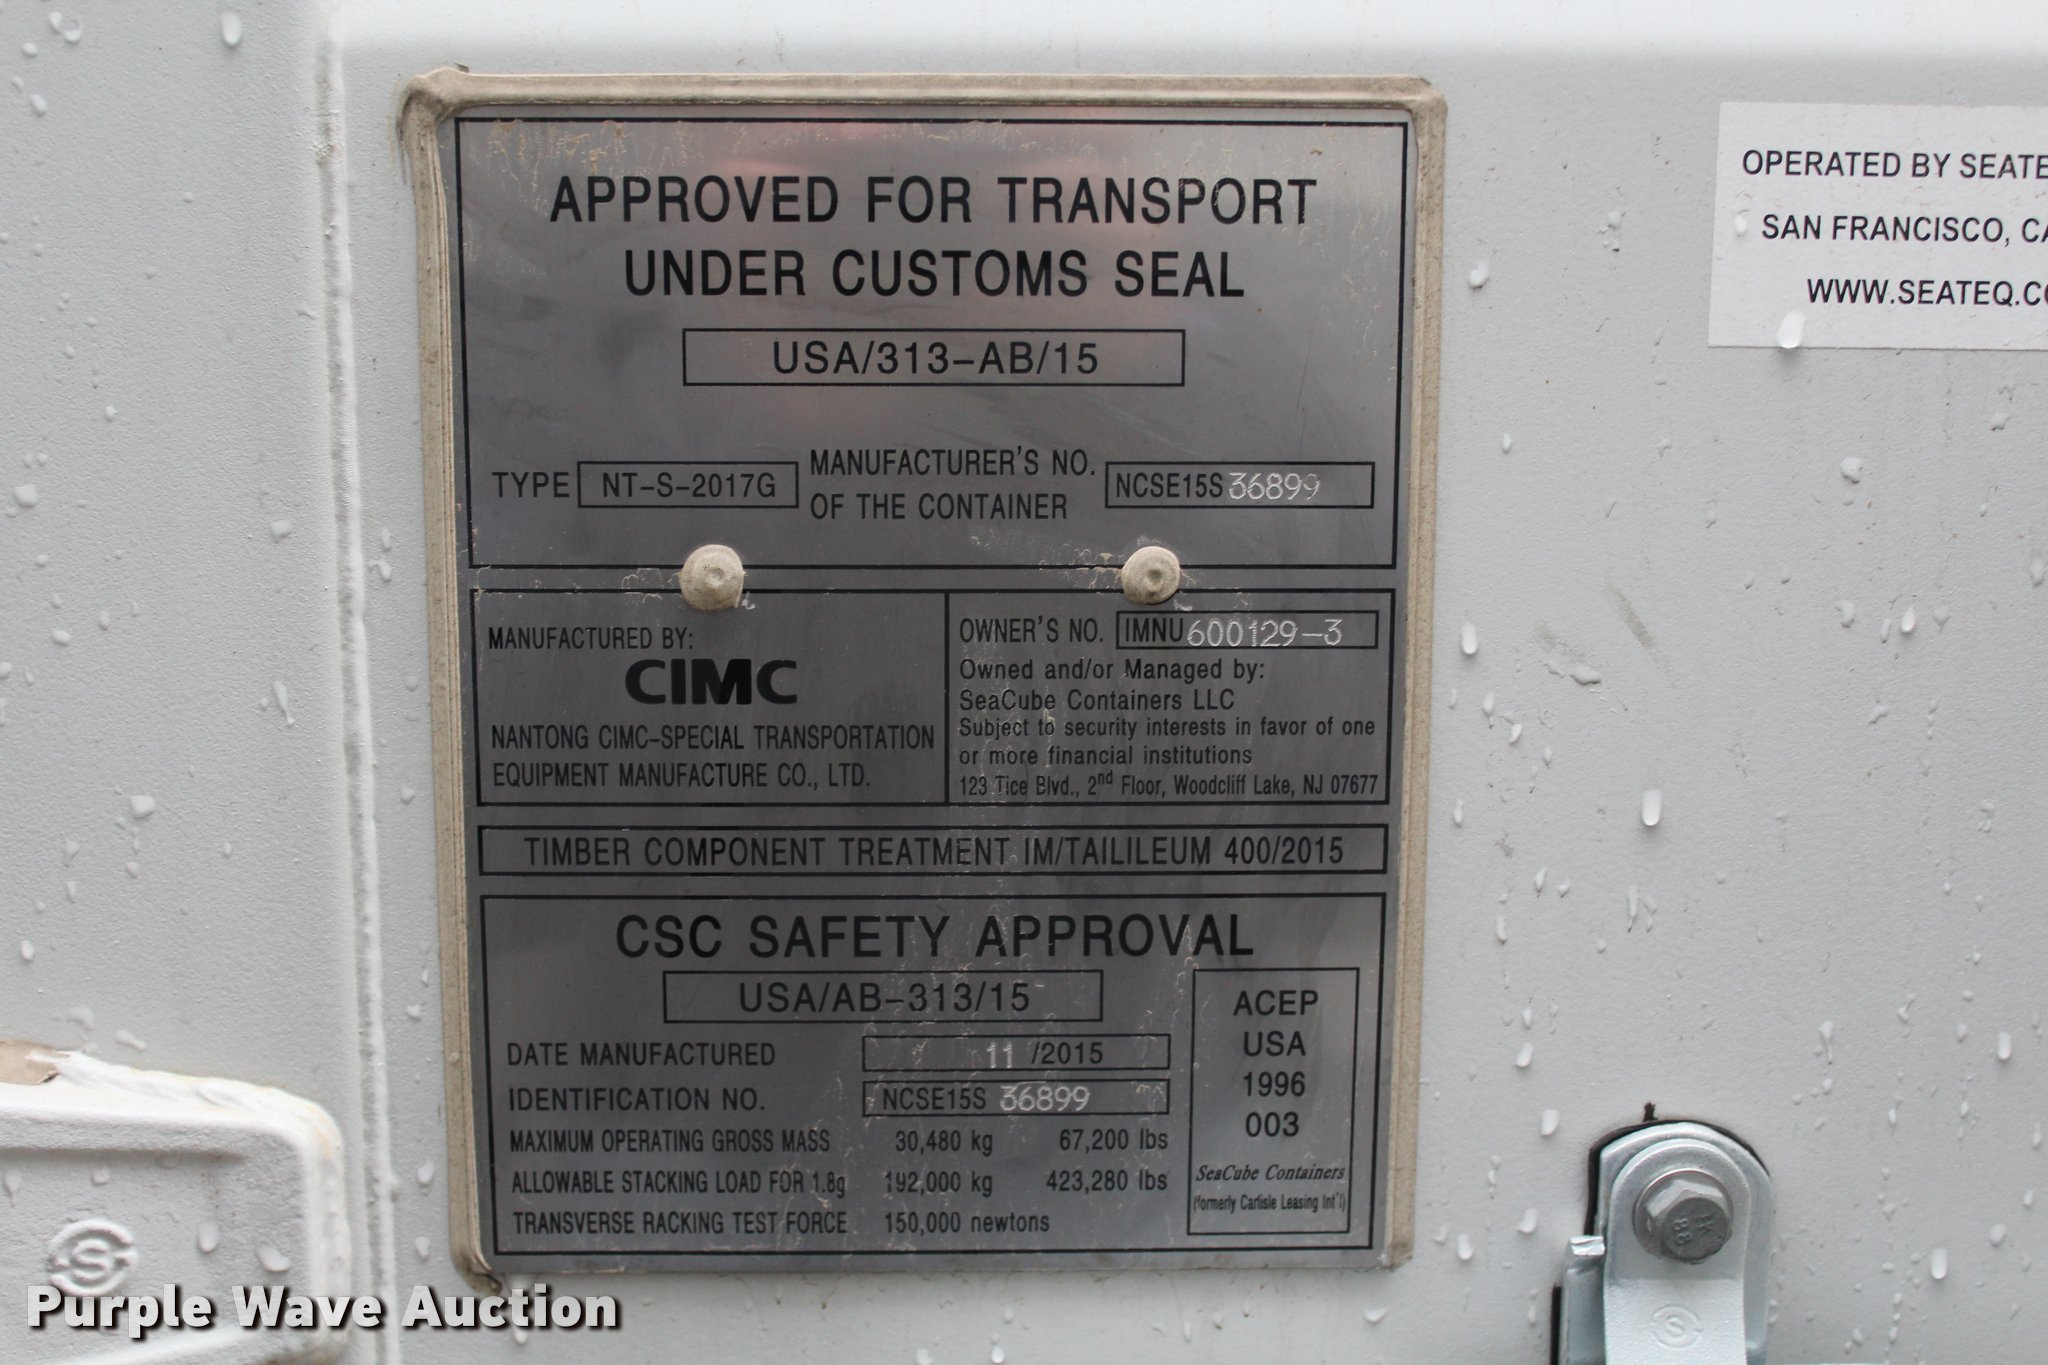 APPROVED FOR TRANSPORT
UNDER CUSTOMS SEAL
USA/313-AB/15
TYPE NT-S-2017G
MANUFACTURER'S NO.
OF THE CONTAINER
NCSE15S 36899
MANUFACTURED BY:
CIMC
NANTONG CIMC-SPECIAL TRANSPORTATION
EQUIPMENT MANUFACTURE CO., LTD.
OWNER'S NO. IMNU 600129-3
Owned and/or Managed by:
SeaCube Containers LLC
Subject to security interests in favor of one
or more financial institutions
123 Tice Blvd., 2nd Floor, Woodcliff Lake, NJ 07677
TIMBER COMPONENT TREATMENT IM/TAILILEUM 400/2015
CSC SAFETY APPROVAL
USA/AB-313/15
DATE MANUFACTURED 11 /2015
IDENTIFICATION NO. NCSE15S 36899
MAXIMUM OPERATING GROSS MASS 30,480 kg 67,200 lbs
ALLOWABLE STACKING LOAD FOR 1.8g 192,000 kg 423,280 lbs
TRANSVERSE RACKING TEST FORCE 150,000 newtons
ACEP
USA
1996
003
SeaCube Containers
(formerly Carlisle Leasing Int'l)
OPERATED BY SEATE
SAN FRANCISCO, CA
WWW.SEATEQ.CO
88
Purple Wave Auction